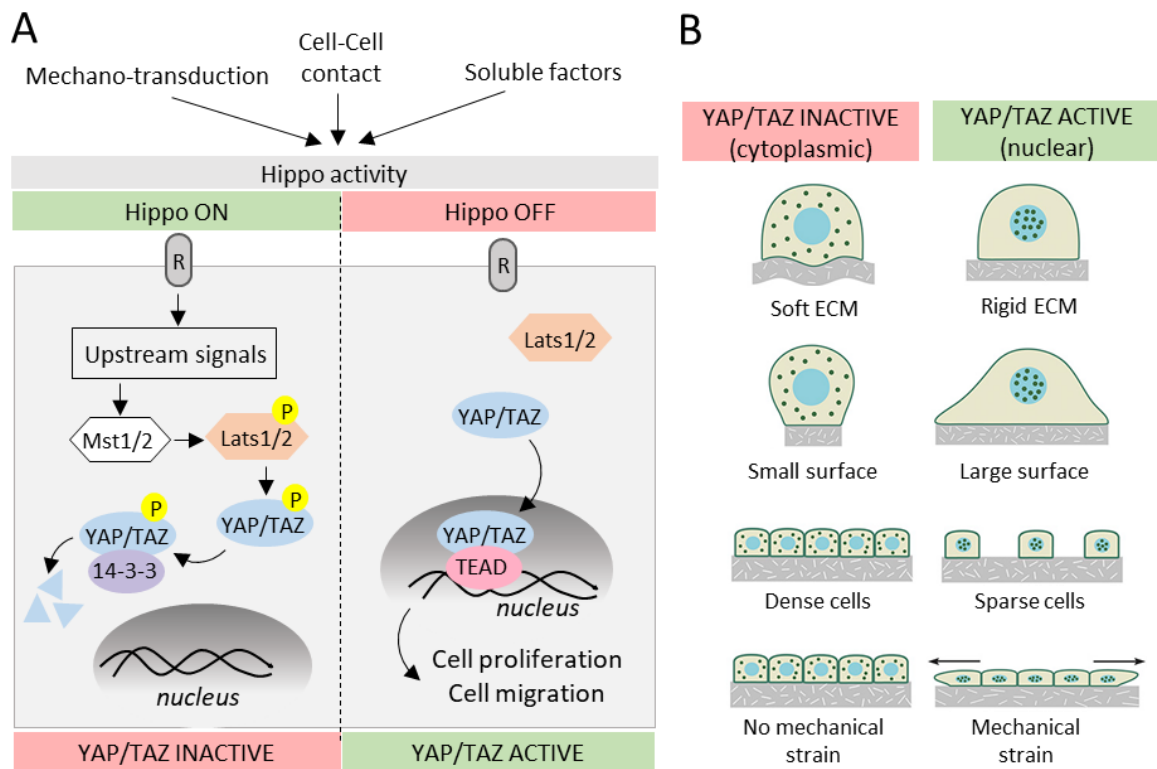 A
Mechano-transduction
Cell-Cell
contact
Soluble factors
Hippo activity
Hippo ON
Hippo OFF
R
Upstream signals
Mst1/2
Lats1/2
P
YAP/TAZ
P
YAP/TAZ
P
14-3-3
nucleus
R
Lats1/2
YAP/TAZ
YAP/TAZ
TEAD
nucleus
Cell proliferation
Cell migration
YAP/TAZ INACTIVE
YAP/TAZ ACTIVE
B
YAP/TAZ INACTIVE
(cytoplasmic)
YAP/TAZ ACTIVE
(nuclear)
Soft ECM
Rigid ECM
Small surface
Large surface
Dense cells
Sparse cells
No mechanical
strain
Mechanical
strain